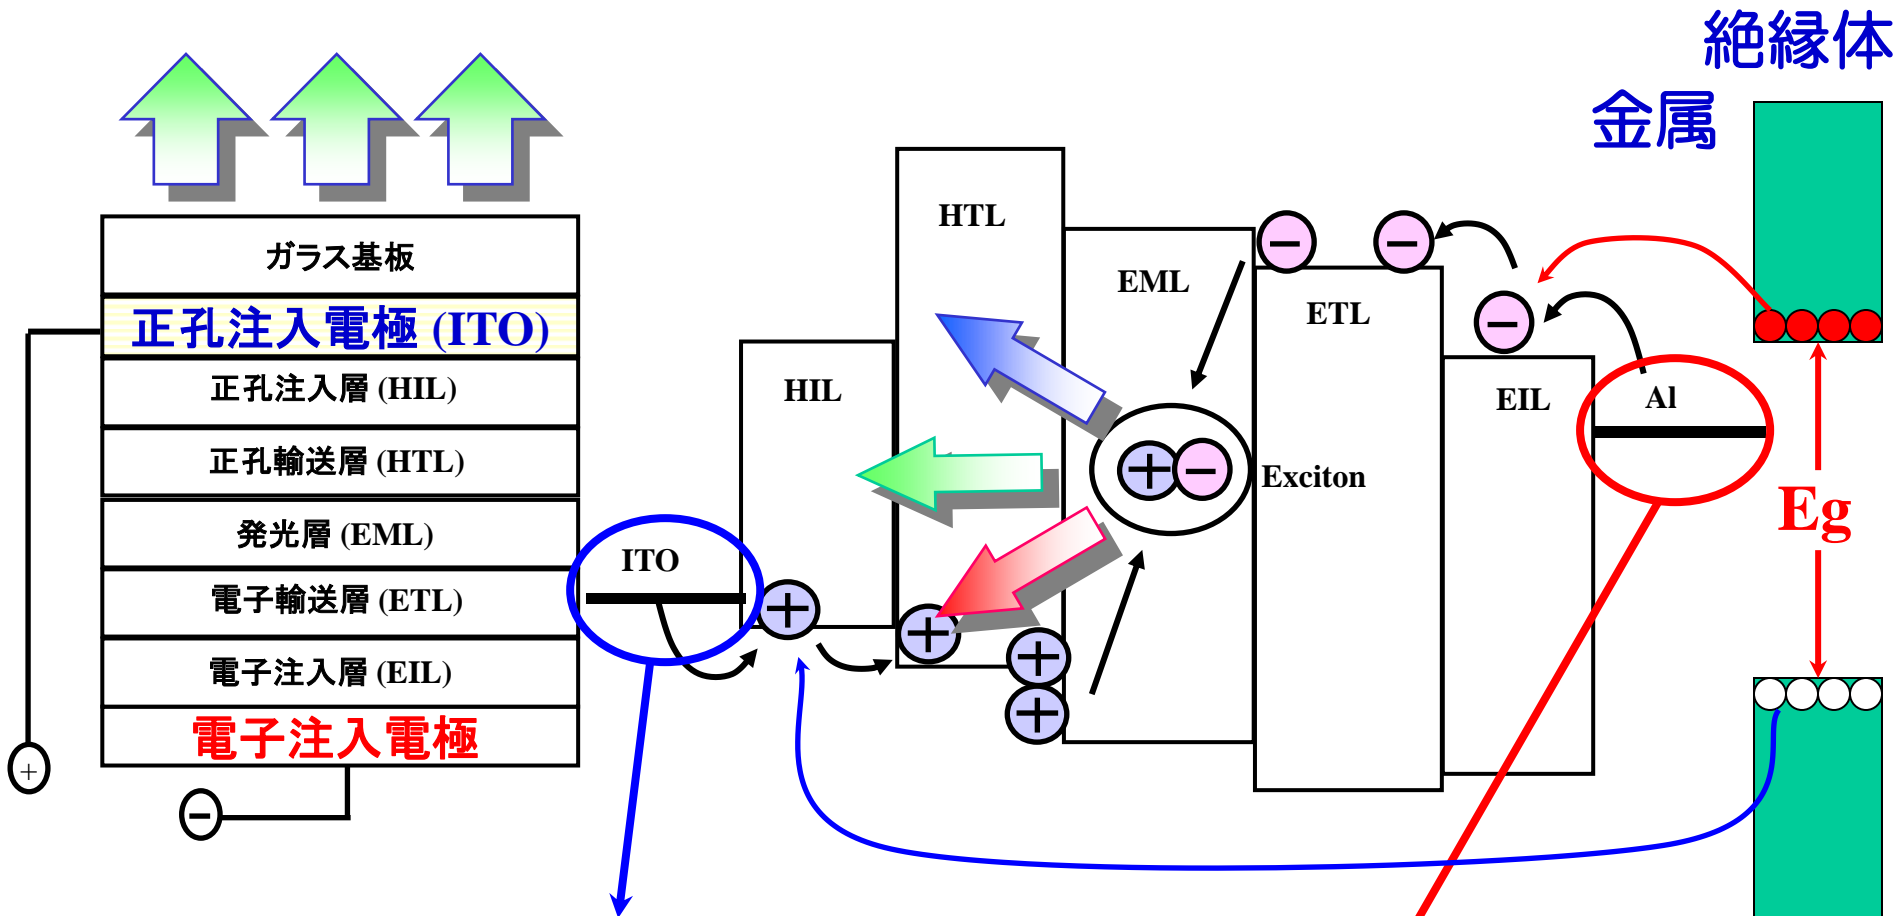 絶縁体
金属
ガラス基板
正孔注入電極 (ITO)
正孔注入層 (HIL)
正孔輸送層 (HTL)
発光層 (EML)
電子輸送層 (ETL)
電子注入層 (EIL)
電子注入電極
+
−
ITO
HIL
HTL
EML
ETL
EIL
Al
Exciton
Eg
+
+
+
+
+
−
−
−
−